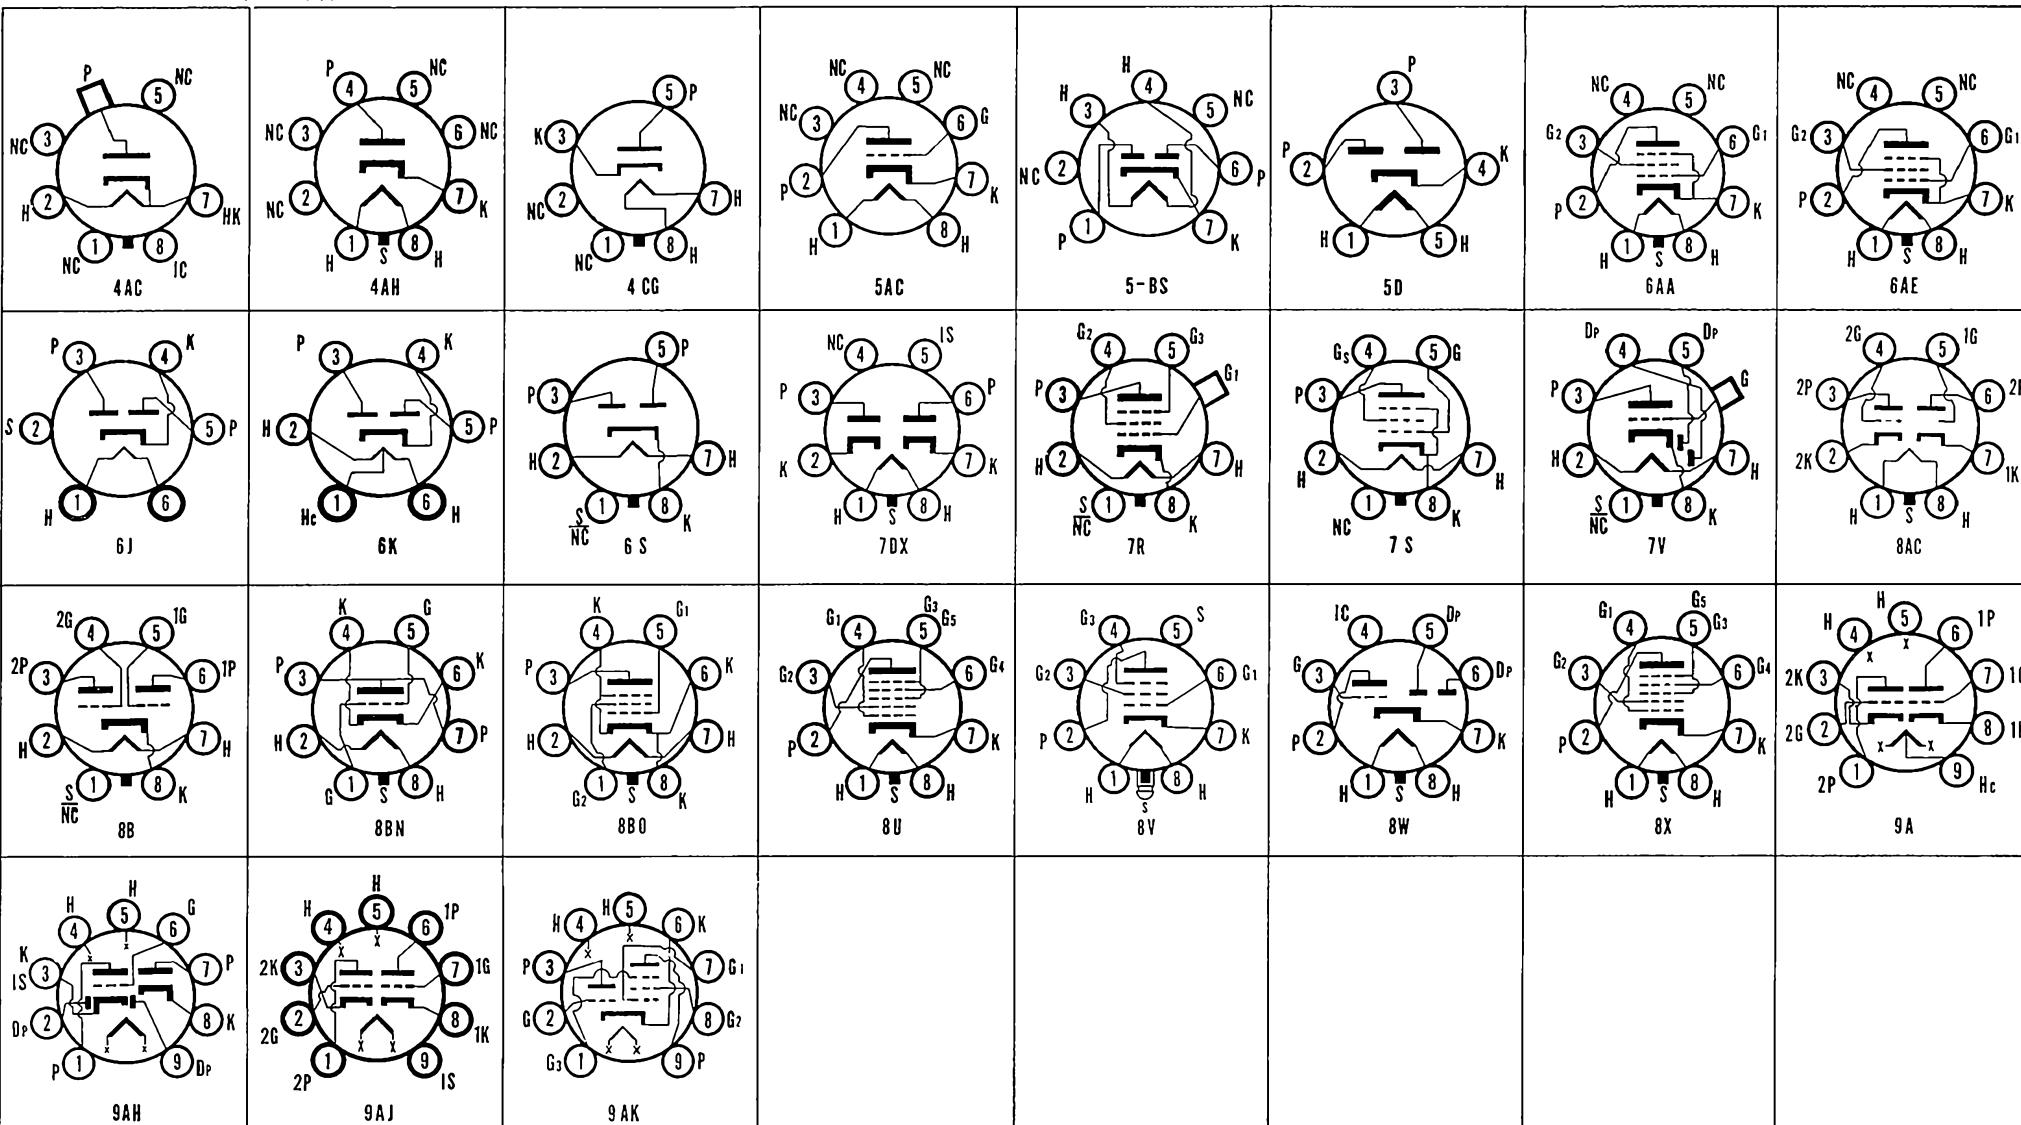 P
5 NC
NC 3
H 2
7 HK
NC 1
8 IC
4AC
P 4
5 NC
NC 3
6 NC
NC 2
7 K
H 1
S
8 H
4AH
5 P
K 3
NC 2
7 H
NC 1
8 H
4CG
NC 4
5 NC
NC 3
6 G
P 2
7 K
H 1
8 H
5AC
H 4
H 3
5 NC
NC 2
6 P
P 1
7 K
5-BS
P 3
P 2
4 K
H 1
5 H
5D
NC 4
5 NC
G2 3
6 G1
P 2
7 K
H 1
S
8 H
6AA
NC 4
5 NC
G2 3
6 G1
P 2
7 K
H 1
S
8 H
6AE
P 3
4 K
S 2
5 P
H 1
6
6J
P 3
4 K
H 2
5 P
Hc 1
6 H
6K
5 P
P 3
H 2
7 H
S
NC 1
8 K
6S
NC 4
5 IS
P 3
6 P
K 2
7 K
H 1
S
8 H
7DX
G2 4
5 G3
P 3
G1
H 2
7 H
S
NC 1
8 K
7R
GS 4
5 G
P 3
H 2
7 H
NC 1
8 K
7S
DP 4
5 DP
P 3
G
H 2
7 H
S
NC 1
8 K
7V
2G 4
5 1G
2P 3
6
2K 2
7 1K
H 1
S
8 H
8AC
2G 4
5 1G
2P 3
6 1P
H 2
7 H
S
NC 1
8 K
8B
K 4
5 G
P 3
6 K
H 2
7 P
G 1
S
8 H
8BN
K 4
5 G1
P 3
6 K
H 2
7 H
G2 1
S
8 K
8BO
G1 4
5 G3 G5
G2 3
6 G4
P 2
7 K
H 1
S
8 H
8U
G3 4
5 S
G2 3
6 G1
P 2
7 K
H 1
S
8 H
8V
IC 4
5 DP
G 3
6 DP
P 2
7 K
H 1
S
8 H
8W
G1 4
5 G5 G3
G2 3
6 G4
P 2
7 K
H 1
S
8 H
8X
H 5
H 4
6 1P
x x
2K 3
7
2G 2
8
x x
2P 1
9 Hc
9A
H 5
H 4
6 G
x x
K
IS 3
7 P
DP 2
8 K
x x
P 1
9 DP
9AH
H 5
H 4
6 1P
x x
2K 3
7 1G
2G 2
8 1K
x x
2P 1
9 IS
9AJ
H 5
H 4
6 K
x x
P 3
7 G1
G 2
8 G2
x x
G3 1
9 P
9AK